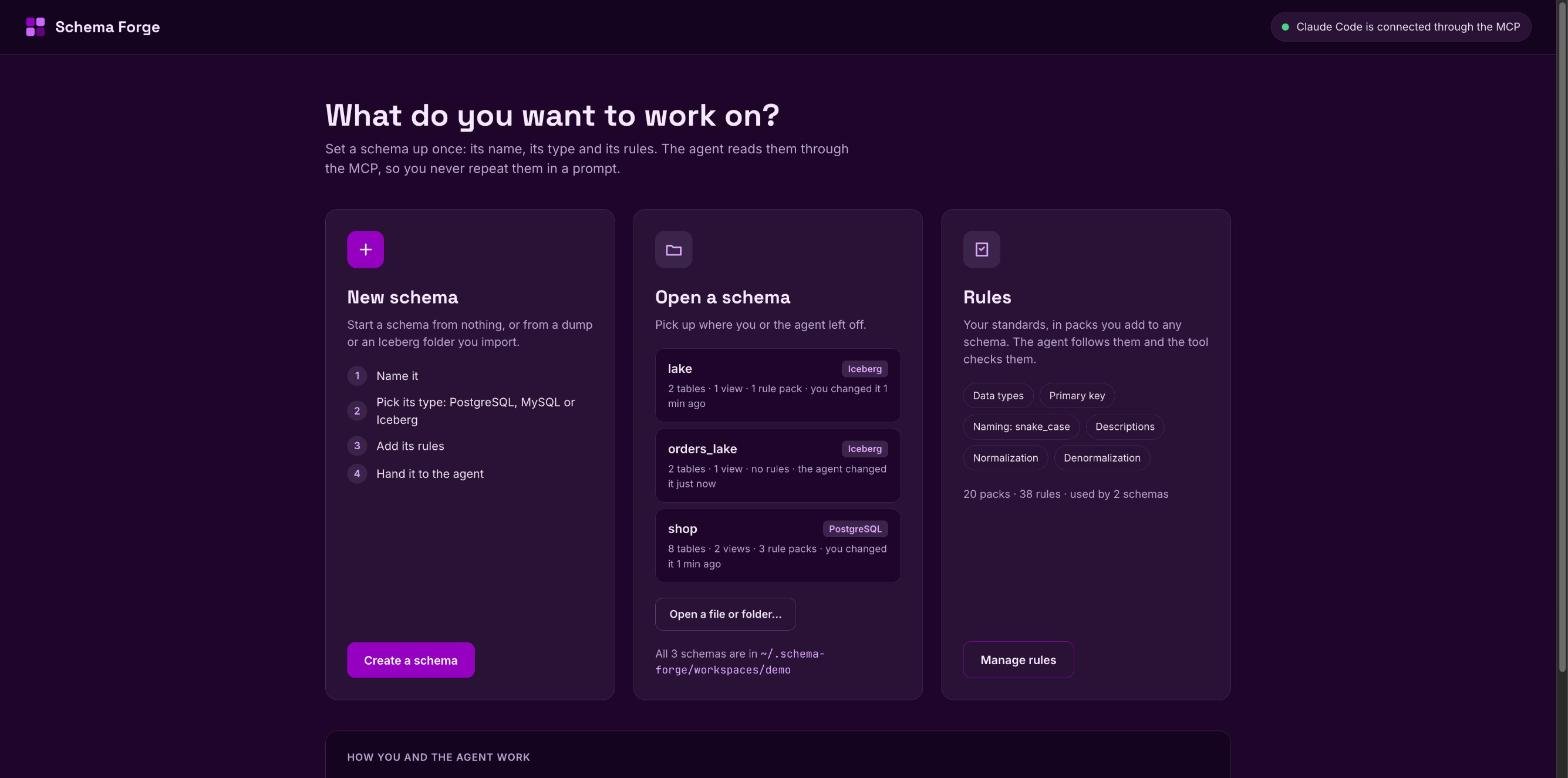 Schema Forge
Claude Code is connected through the MCP
What do you want to work on?
Set a schema up once: its name, its type and its rules. The agent reads them through
the MCP, so you never repeat them in a prompt.
New schema
Start a schema from nothing, or from a dump
or an Iceberg folder you import.
1 Name it
2 Pick its type: PostgreSQL, MySQL or
Iceberg
3 Add its rules
4 Hand it to the agent
Create a schema
Open a schema
Pick up where you or the agent left off.
lake Iceberg
2 tables · 1 view · 1 rule pack · you changed it 1
min ago
orders_lake Iceberg
2 tables · 1 view · no rules · the agent changed
it just now
shop PostgreSQL
8 tables · 2 views · 3 rule packs · you changed
it 1 min ago
Open a file or folder...
All 3 schemas are in ~/.schema-
forge/workspaces/demo
Rules
Your standards, in packs you add to any
schema. The agent follows them and the tool
checks them.
Data types Primary key
Naming: snake_case Descriptions
Normalization Denormalization
20 packs · 38 rules · used by 2 schemas
Manage rules
HOW YOU AND THE AGENT WORK